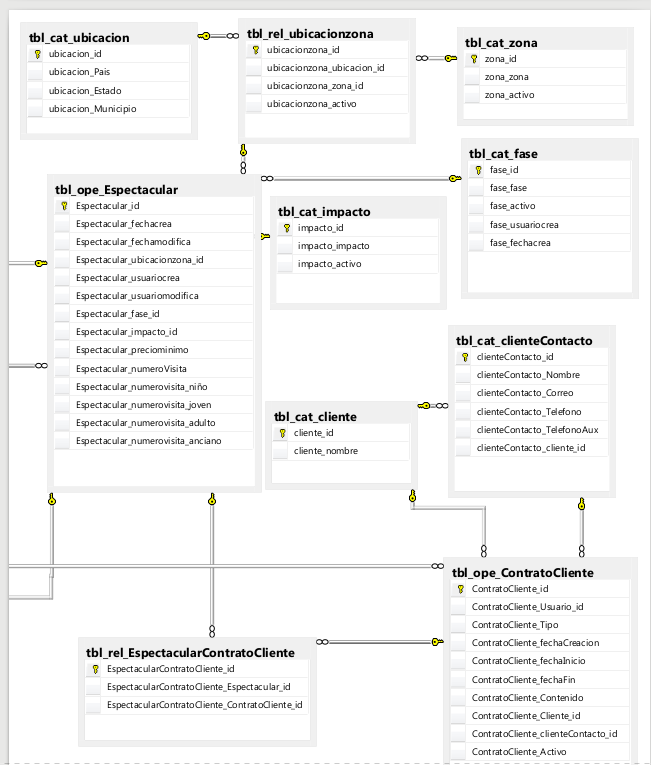 tbl_cat_ubicacion
ubicacion_id
ubicacion_Pais
ubicacion_Estado
ubicacion_Municipio
tbl_rel_ubicacionzona
ubicacionzona_id
ubicacionzona_ubicacion_id
ubicacionzona_zona_id
ubicacionzona_activo
tbl_cat_zona
zona_id
zona_zona
zona_activo
tbl_cat_fase
fase_id
fase_fase
fase_activo
fase_usuariocrea
fase_fechacrea
tbl_ope_Espectacular
Espectacular_id
Espectacular_fechacrea
Espectacular_fechamodifica
Espectacular_ubicacionzona_id
Espectacular_usuariocrea
Espectacular_usuariomodifica
Espectacular_fase_id
Espectacular_impacto_id
Espectacular_preciominimo
Espectacular_numeroVisita
Espectacular_numerovisita_niño
Espectacular_numerovisita_joven
Espectacular_numerovisita_adulto
Espectacular_numerovisita_anciano
tbl_cat_impacto
impacto_id
impacto_impacto
impacto_activo
tbl_cat_clienteContacto
clienteContacto_id
clienteContacto_Nombre
clienteContacto_Correo
clienteContacto_Telefono
clienteContacto_TelefonoAux
clienteContacto_cliente_id
tbl_cat_cliente
cliente_id
cliente_nombre
tbl_ope_ContratoCliente
ContratoCliente_id
ContratoCliente_Usuario_id
ContratoCliente_Tipo
ContratoCliente_fechaCreacion
ContratoCliente_fechaInicio
ContratoCliente_fechaFin
ContratoCliente_Contenido
ContratoCliente_Cliente_id
ContratoCliente_clienteContacto_id
ContratoCliente_Activo
tbl_rel_EspectacularContratoCliente
EspectacularContratoCliente_id
EspectacularContratoCliente_Espectacular_id
EspectacularContratoCliente_ContratoCliente_id